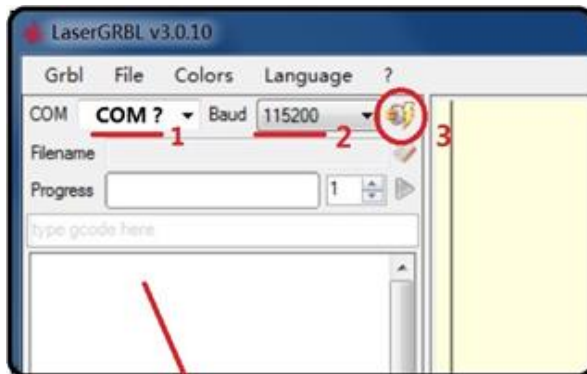 LaserGRBL v3.0.10
Grbl File Colors Language ?
COM COM ? 1 Baud 115200 2 3
Filename
Progress 1
type gcode here